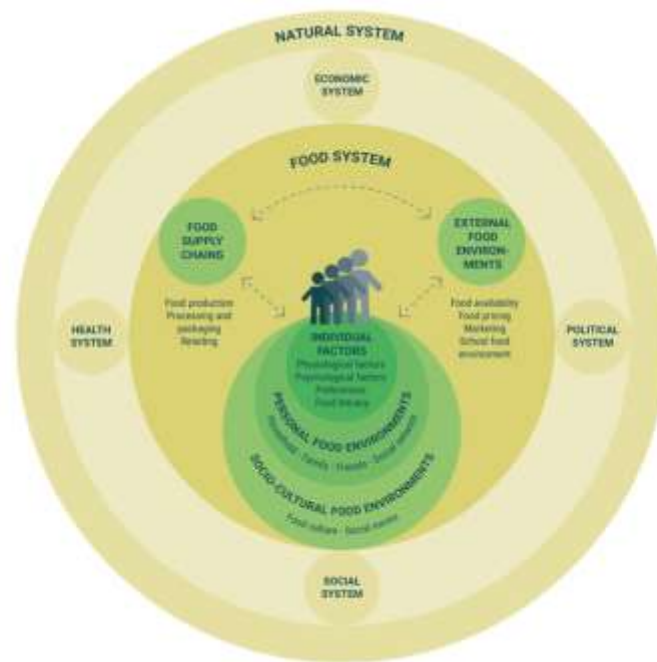 NATURAL SYSTEM
ECONOMIC
SYSTEM
FOOD SYSTEM
FOOD
SUPPLY
CHAINS
EXTERNAL
FOOD
ENVIRON-
MENTS
Food production
Processing and
packaging
Retailing
Food availability
Food pricing
Marketing
School food
environment
HEALTH
SYSTEM
POLITICAL
SYSTEM
INDIVIDUAL
FACTORS
Physiological factors
Psychological factors
Preferences
Food literacy
PERSONAL FOOD ENVIRONMENTS
Household · Family · Friends · Social networks
SOCIO-CULTURAL FOOD ENVIRONMENTS
Food culture · Social norms
SOCIAL
SYSTEM